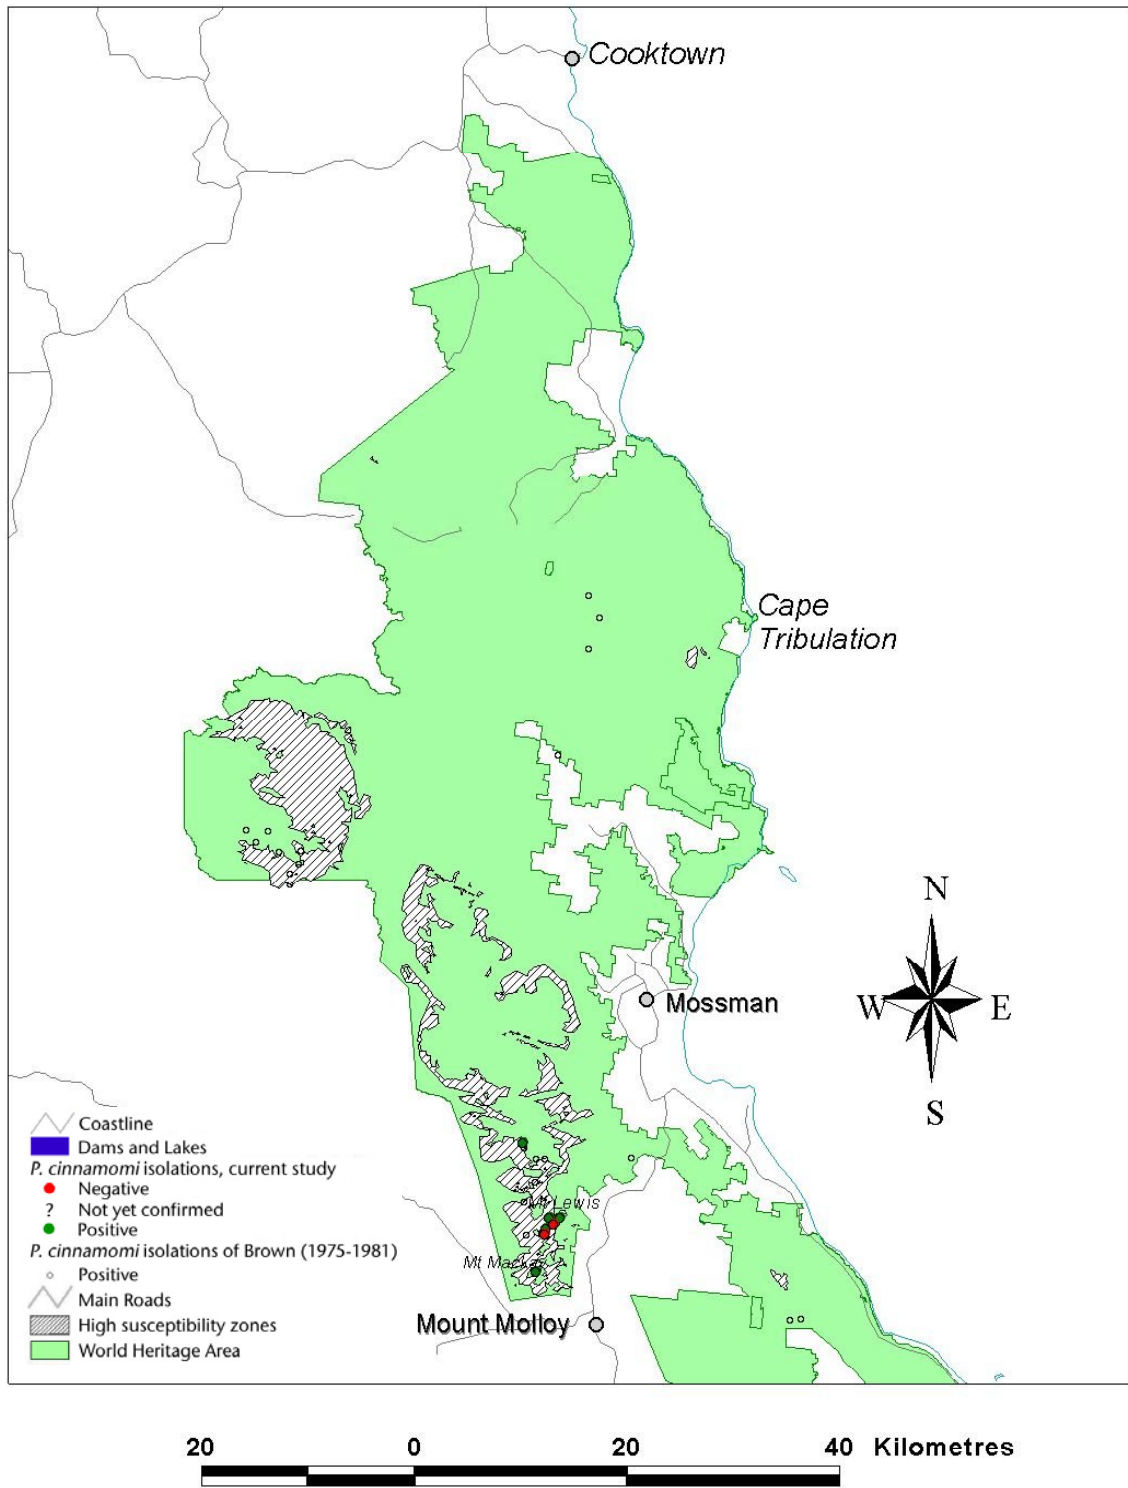 Cooktown
Cape
Tribulation
N
W
E
S
Mossman
Coastline
Dams and Lakes
P. cinnamomi isolations, current study
Negative
? Not yet confirmed
Positive
P. cinnamomi isolations of Brown (1975-1981)
Positive
Main Roads
High susceptibility zones
World Heritage Area
Mt Lewis
Mount Molloy
20 0 20 40 Kilometres